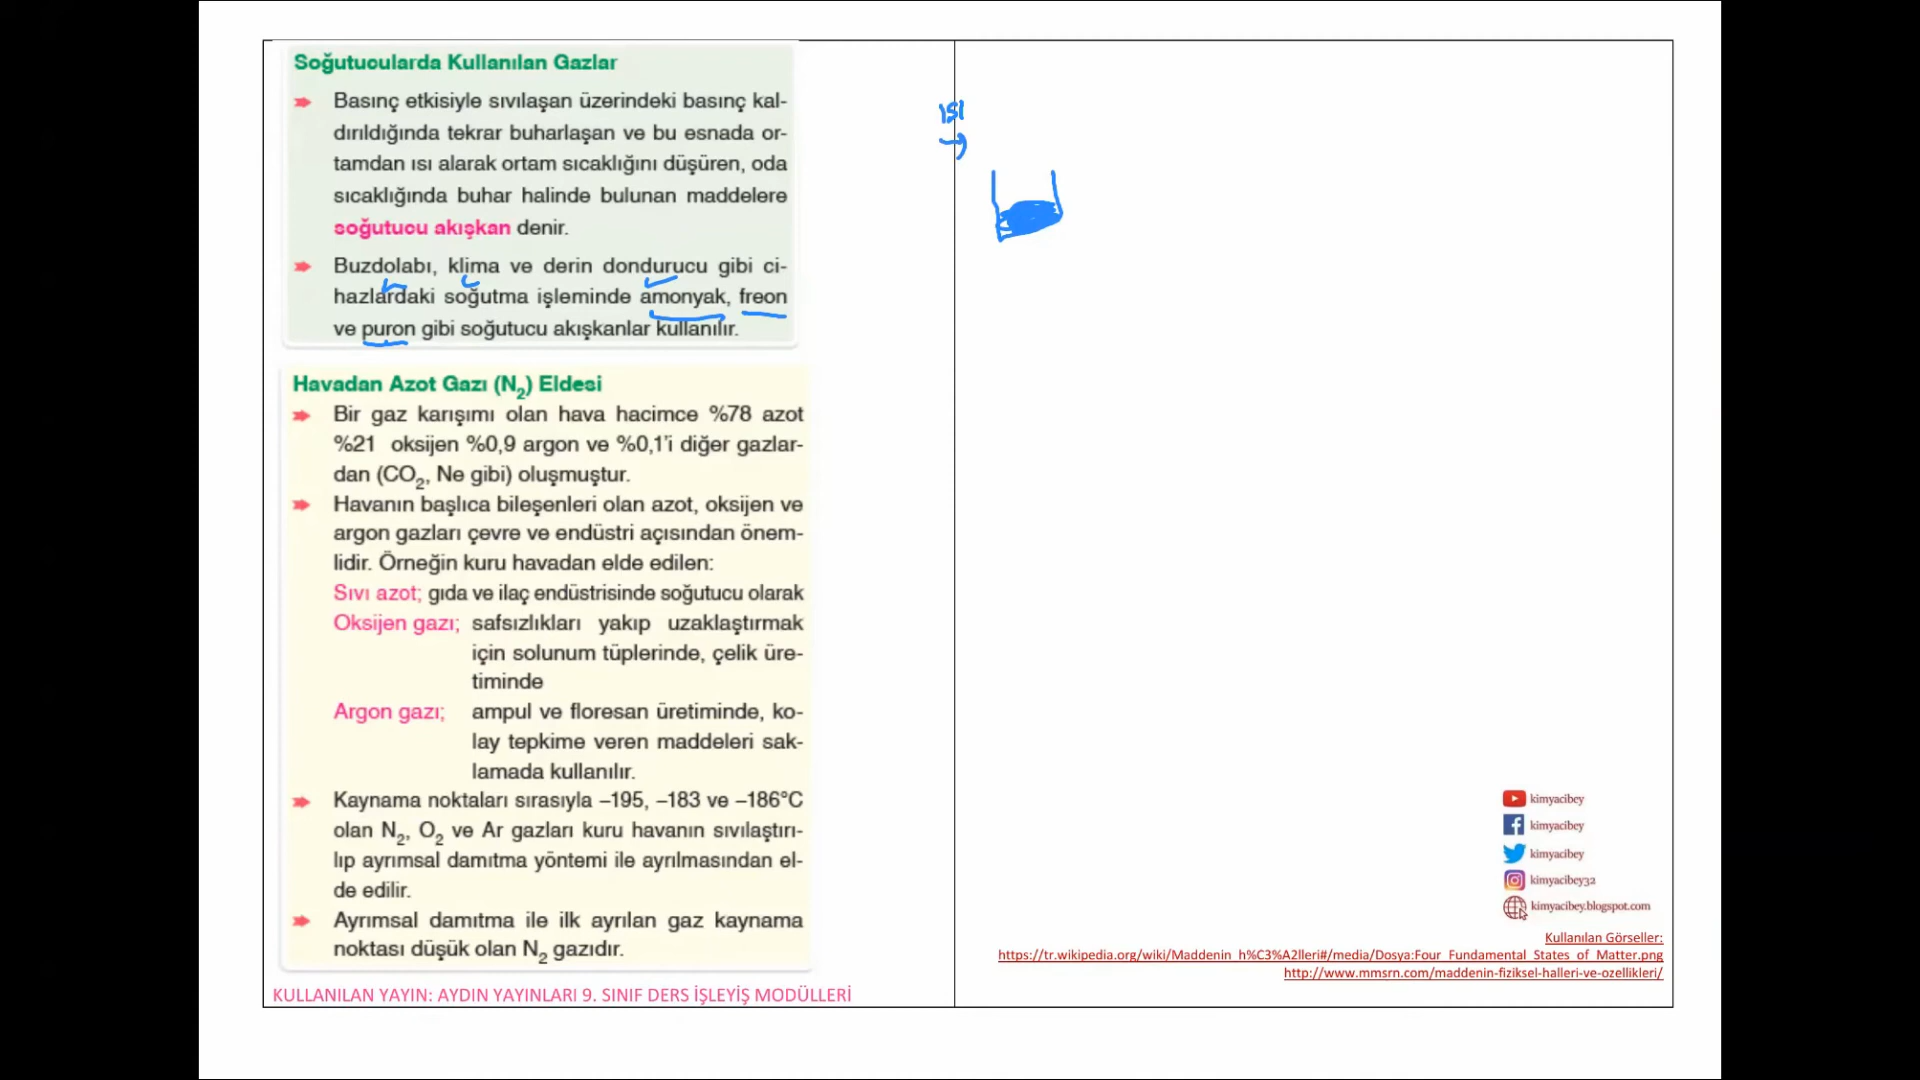 Soğutucularda Kullanılan Gazlar
Basınç etkisiyle sıvılaşan üzerindeki basınç kal-
dırıldığında tekrar buharlaşan ve bu esnada or-
tamdan ısı alarak ortam sıcaklığını düşüren, oda
sıcaklığında buhar halinde bulunan maddelere
soğutucu akışkan denir.
Buzdolabı, klima ve derin dondurucu gibi ci-
hazlardaki soğutma işleminde amonyak, freon
ve puron gibi soğutucu akışkanlar kullanılır.
Havadan Azot Gazı (N₂) Eldesi
Bir gaz karışımı olan hava hacimce %78 azot
%21 oksijen %0,9 argon ve %0,1'i diğer gazlar-
dan (CO₂, Ne gibi) oluşmuştur.
Havanın başlıca bileşenleri olan azot, oksijen ve
argon gazları çevre ve endüstri açısından önem-
lidir. Örneğin kuru havadan elde edilen:
Sıvı azot; gıda ve ilaç endüstrisinde soğutucu olarak
Oksijen gazı; safsızlıkları yakıp uzaklaştırmak
için solunum tüplerinde, çelik üre-
timinde
Argon gazı; ampul ve floresan üretiminde, ko-
lay tepkime veren maddeleri sak-
lamada kullanılır.
Kaynama noktaları sırasıyla –195, –183 ve –186°C
olan N₂, O₂ ve Ar gazları kuru havanın sıvılaştırı-
lıp ayrımsal damıtma yöntemi ile ayrılmasından el-
de edilir.
Ayrımsal damıtma ile ilk ayrılan gaz kaynama
noktası düşük olan N₂ gazıdır.
KULLANILAN YAYIN: AYDIN YAYINLARI 9. SINIF DERS İŞLEYİŞ MODÜLLERİ
ısı
kimyacibey
kimyacibey
kimyacibey
kimyacibey32
kimyacibey.blogspot.com
Kullanılan Görseller:
https://tr.wikipedia.org/wiki/Maddenin_h%C3%A2lleri#/media/Dosya:Four_Fundamental_States_of_Matter.png
http://www.mmsrn.com/maddenin-fiziksel-halleri-ve-ozellikleri/